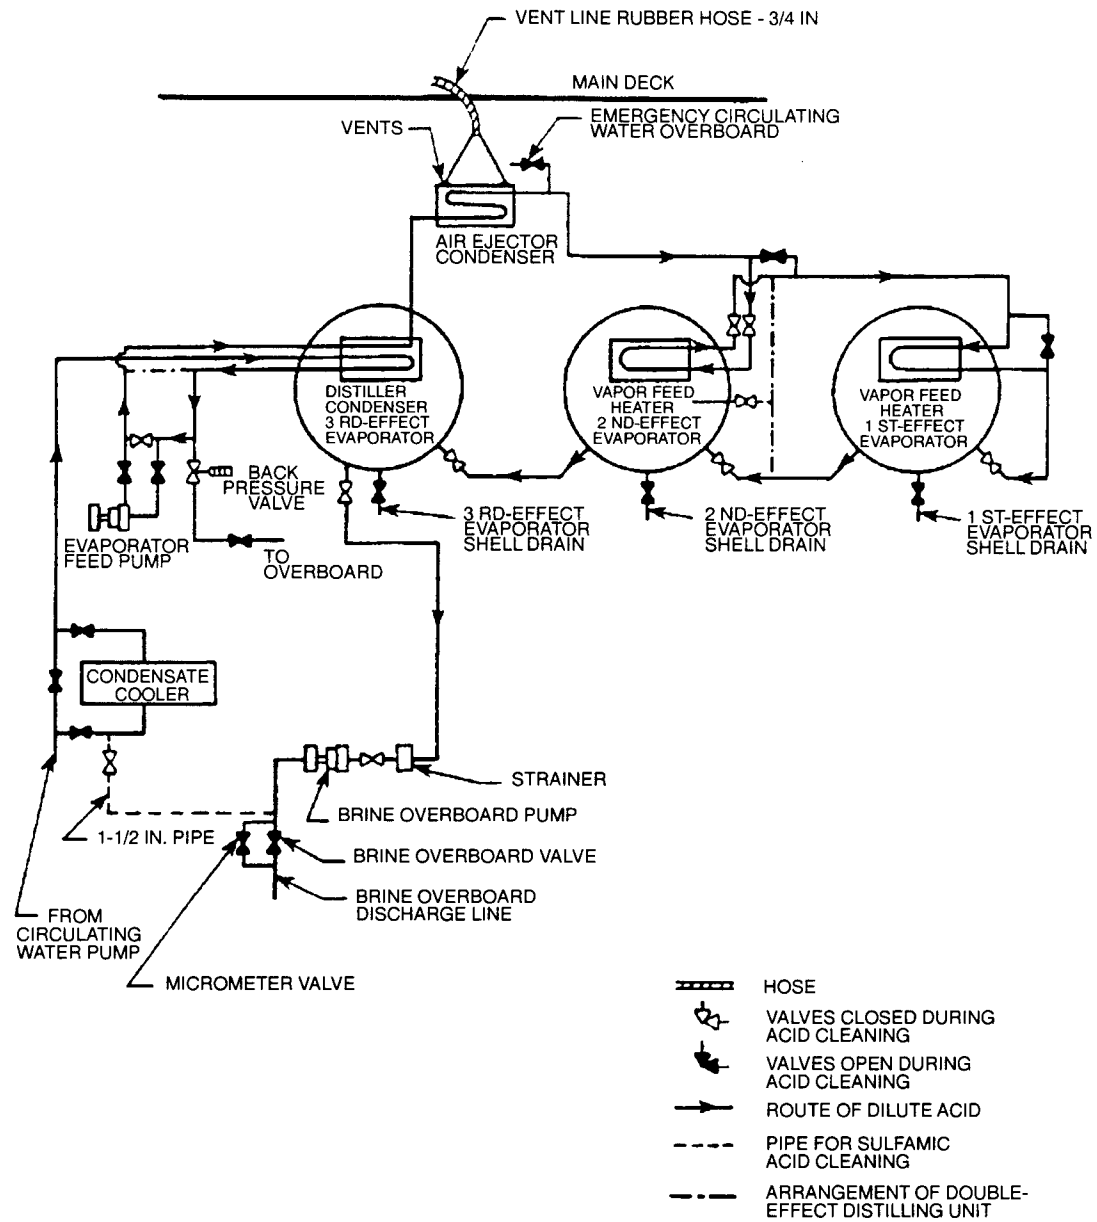 VENT LINE RUBBER HOSE - 3/4 IN
MAIN DECK
VENTS
EMERGENCY CIRCULATING
WATER OVERBOARD
AIR EJECTOR
CONDENSER
DISTILLER
CONDENSER
3 RD-EFFECT
EVAPORATOR
VAPOR FEED
HEATER
2 ND-EFFECT
EVAPORATOR
VAPOR FEED
HEATER
1 ST-EFFECT
EVAPORATOR
BACK
PRESSURE
VALVE
EVAPORATOR
FEED PUMP
TO
OVERBOARD
3 RD-EFFECT
EVAPORATOR
SHELL DRAIN
2 ND-EFFECT
EVAPORATOR
SHELL DRAIN
1 ST-EFFECT
EVAPORATOR
SHELL DRAIN
CONDENSATE
COOLER
STRAINER
BRINE OVERBOARD PUMP
1-1/2 IN. PIPE
BRINE OVERBOARD VALVE
BRINE OVERBOARD
DISCHARGE LINE
FROM
CIRCULATING
WATER PUMP
MICROMETER VALVE
HOSE
VALVES CLOSED DURING
ACID CLEANING
VALVES OPEN DURING
ACID CLEANING
ROUTE OF DILUTE ACID
PIPE FOR SULFAMIC
ACID CLEANING
ARRANGEMENT OF DOUBLE-
EFFECT DISTILLING UNIT